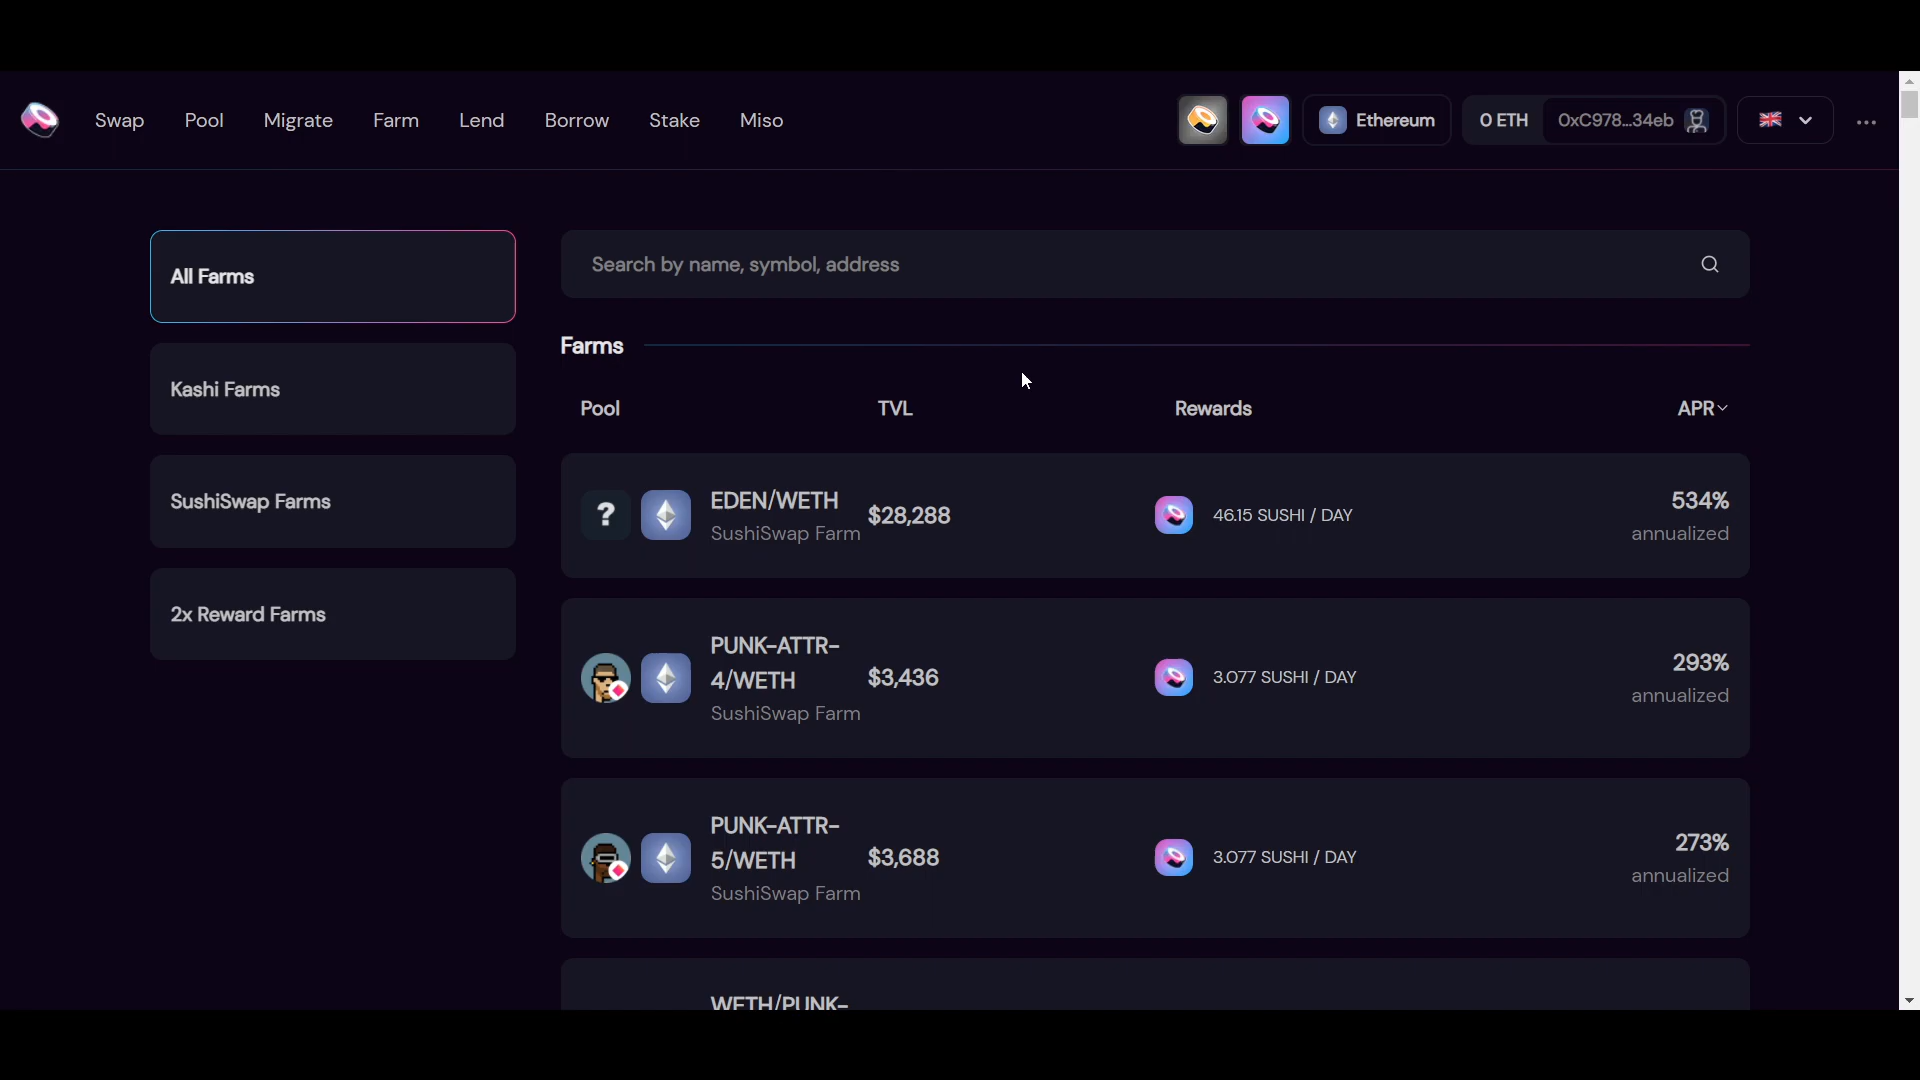 Swap Pool Migrate Farm Lend Borrow Stake Miso Ethereum 0 ETH 0xC978...34eb ...
All Farms
Kashi Farms
SushiSwap Farms
2x Reward Farms
Search by name, symbol, address
Farms
Pool TVL Rewards APR
? EDEN/WETH
SushiSwap Farm
$28,288
46.15 SUSHI / DAY
534%
annualized
PUNK-ATTR-
4/WETH
SushiSwap Farm
$3,436
3.077 SUSHI / DAY
293%
annualized
PUNK-ATTR-
5/WETH
SushiSwap Farm
$3,688
3.077 SUSHI / DAY
273%
annualized
WETH/PUNK-